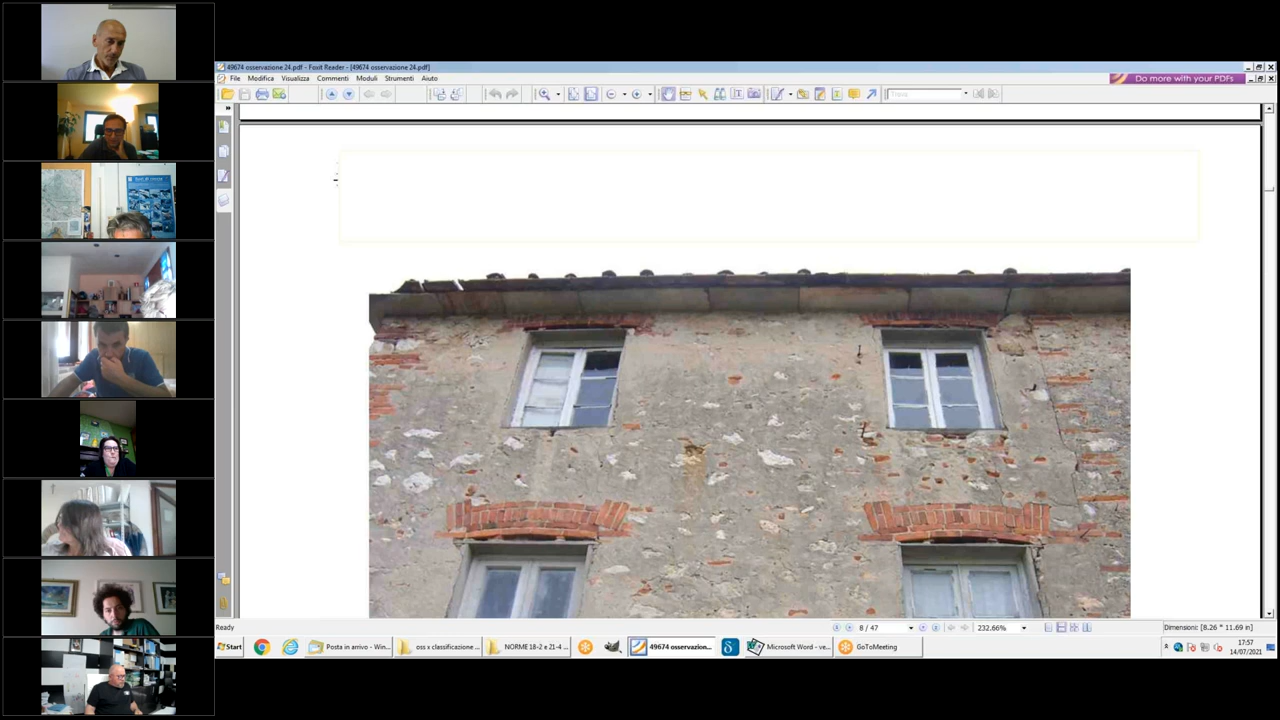 49674 osservazione 24.pdf - Foxit Reader - [49674 osservazione 24.pdf]
File Modifica Visualizza Commenti Moduli Strumenti Aiuto
Do more with your PDFs
Trova
Ready
8 / 47
232.66%
Dimensioni: [8.26 * 11.69 in]
Start
Posta in arrivo - Win...
oss x classificazione ...
NORME 18-2 e 21-4 ...
49674 osservazion...
Microsoft Word - ve...
GoToMeeting
17:57
14/07/2021